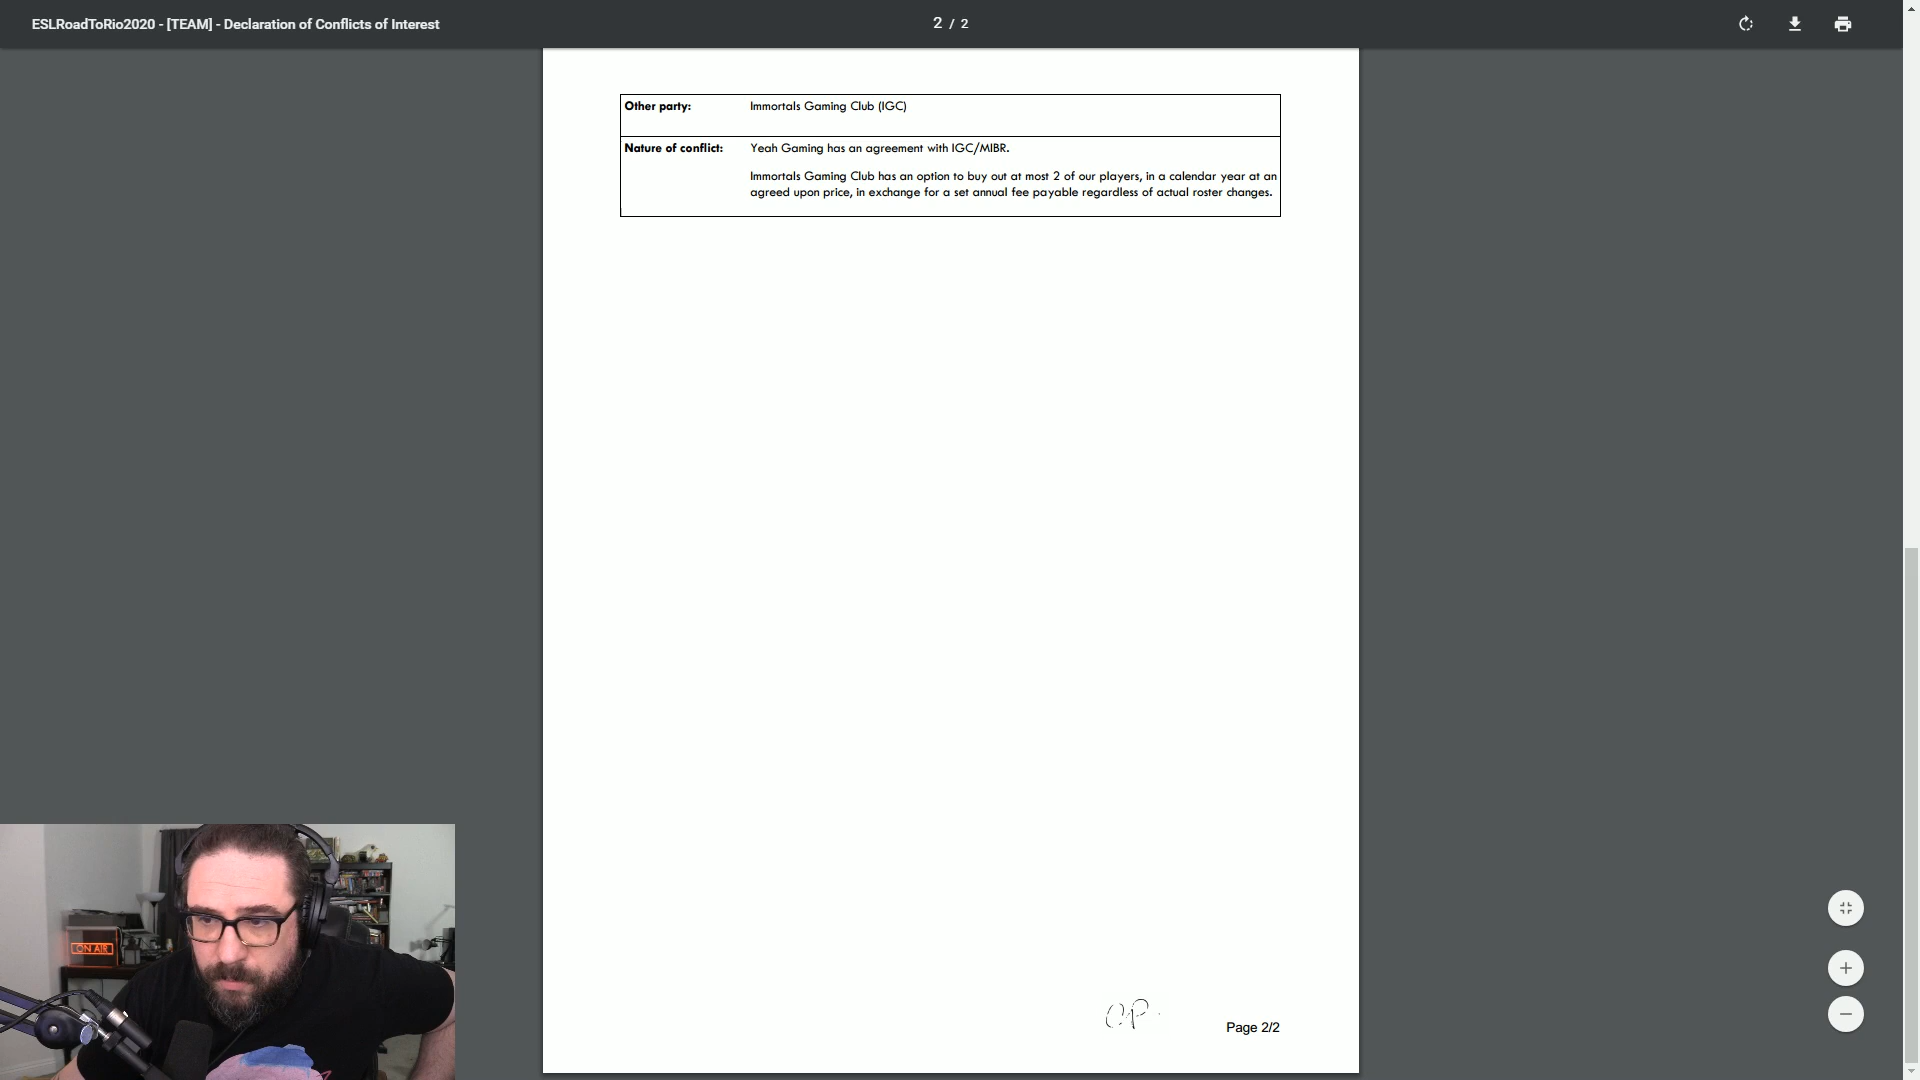 ESLRoadToRio2020 - [TEAM] - Declaration of Conflicts of Interest
2 / 2
Other party: Immortals Gaming Club (IGC)
Nature of conflict: Yeah Gaming has an agreement with IGC/MIBR.
Immortals Gaming Club has an option to buy out at most 2 of our players, in a calendar year at an
agreed upon price, in exchange for a set annual fee payable regardless of actual roster changes.
ON AIR
CP
Page 2/2